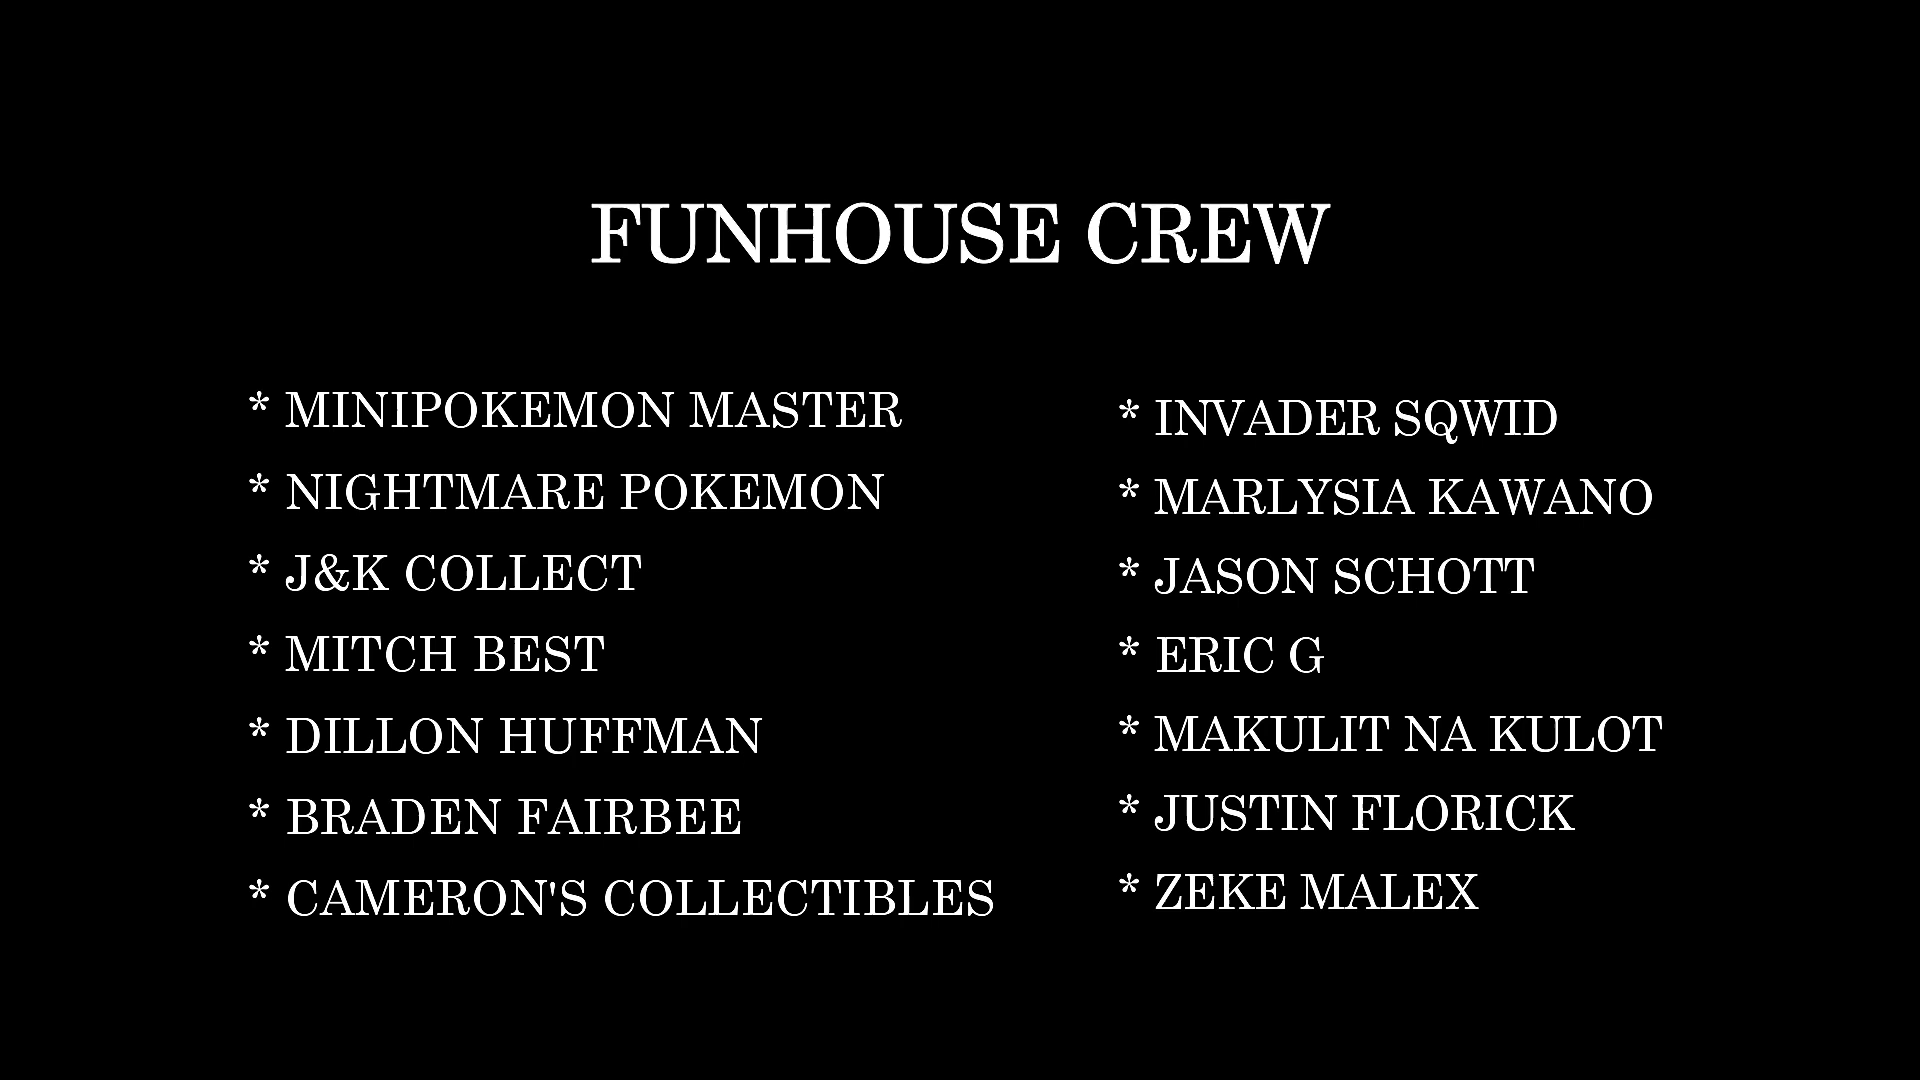 FUNHOUSE CREW
* MINIPOKEMON MASTER
* NIGHTMARE POKEMON
* J&K COLLECT
* MITCH BEST
* DILLON HUFFMAN
* BRADEN FAIRBEE
* CAMERON'S COLLECTIBLES
* INVADER SQWID
* MARLYSIA KAWANO
* JASON SCHOTT
* ERIC G
* MAKULIT NA KULOT
* JUSTIN FLORICK
* ZEKE MALEX